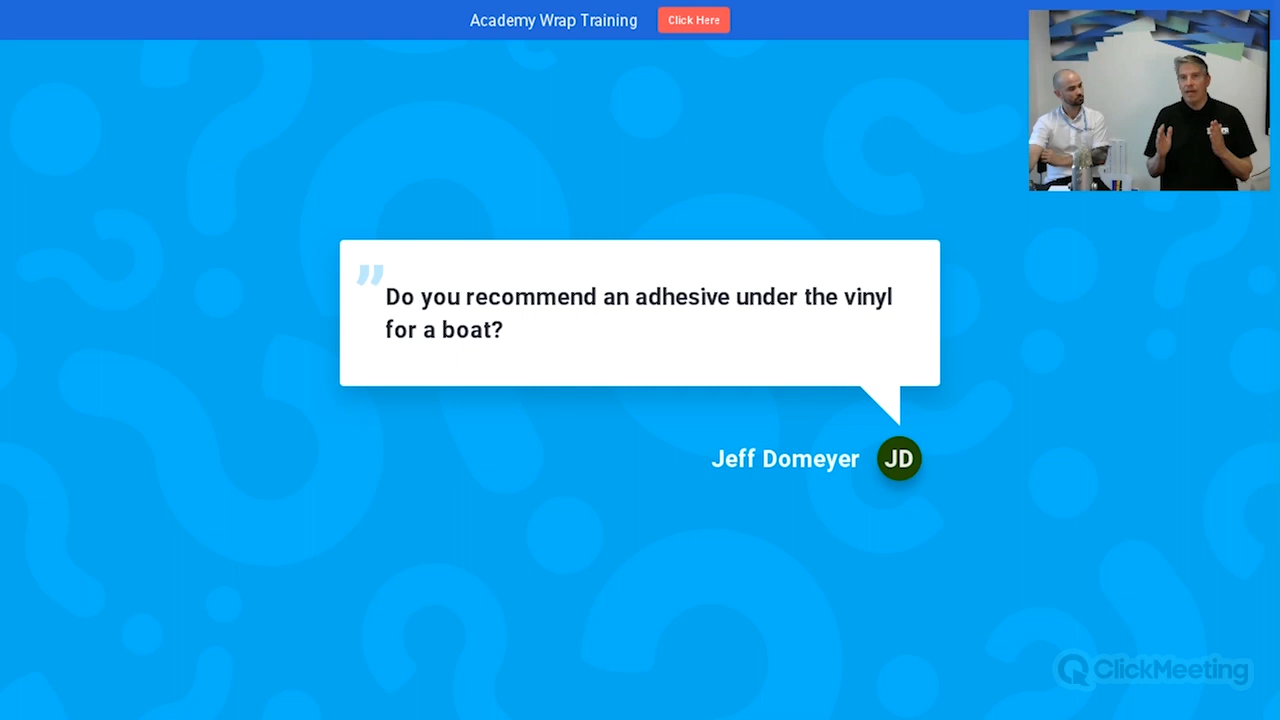 Academy Wrap Training Click Here
" Do you recommend an adhesive under the vinyl
for a boat?
Jeff Domeyer JD
ClickMeeting